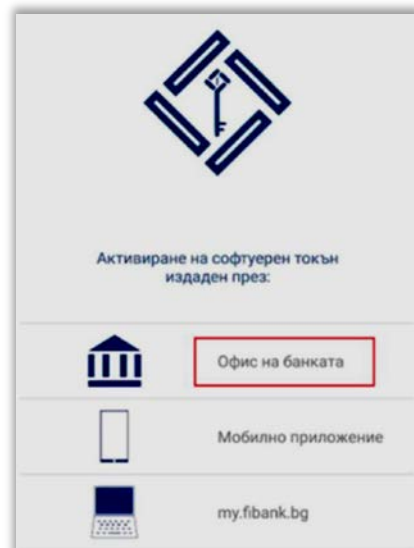 Активиране на софтуерен токън
издаден през:
Офис на банката
Мобилно приложение
my.fibank.bg